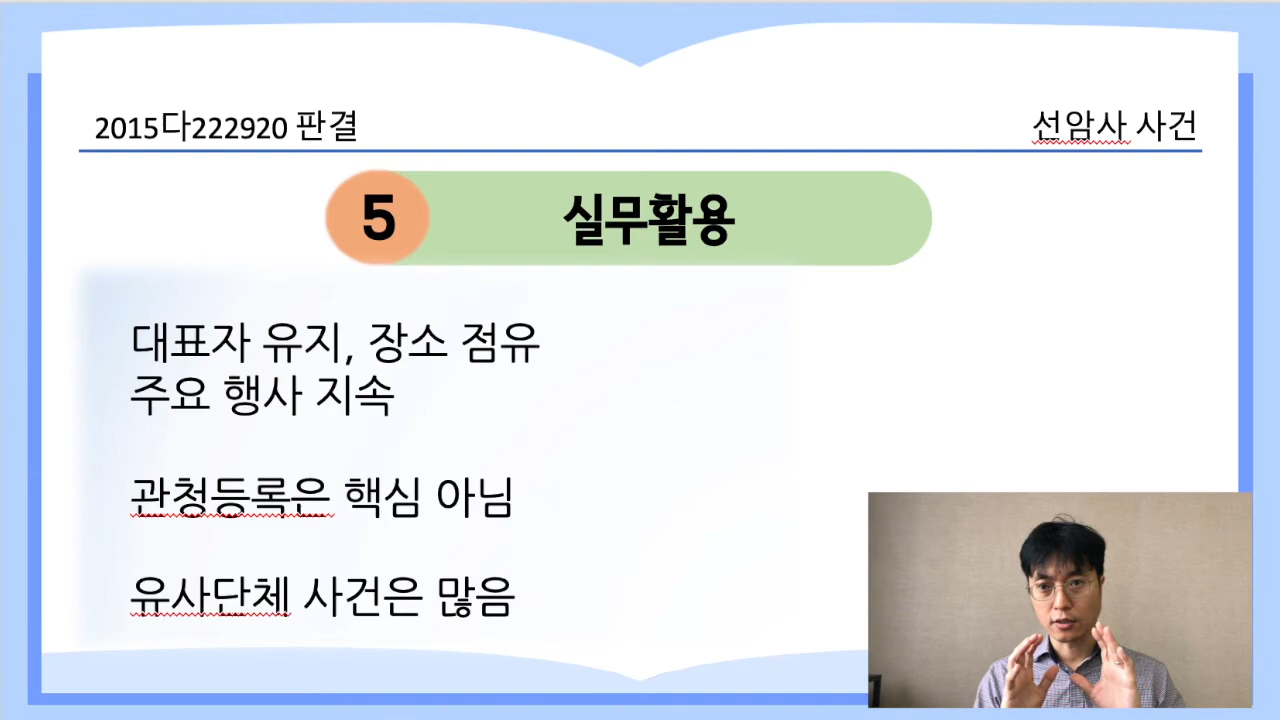 2015다222920 판결
선암사 사건
5
실무활용
대표자 유지, 장소 점유
주요 행사 지속
관청등록은 핵심 아님
유사단체 사건은 많음